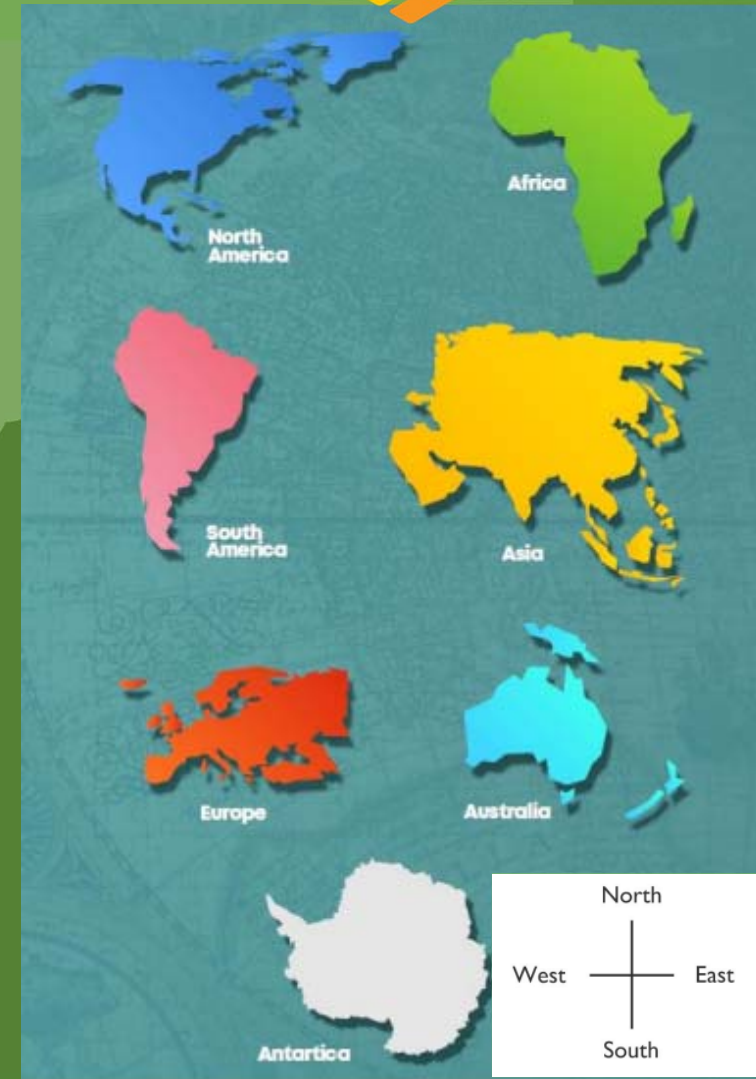 Africa
North
America
South
America
Asia
Europe
Australia
Antartica
North
West
East
South